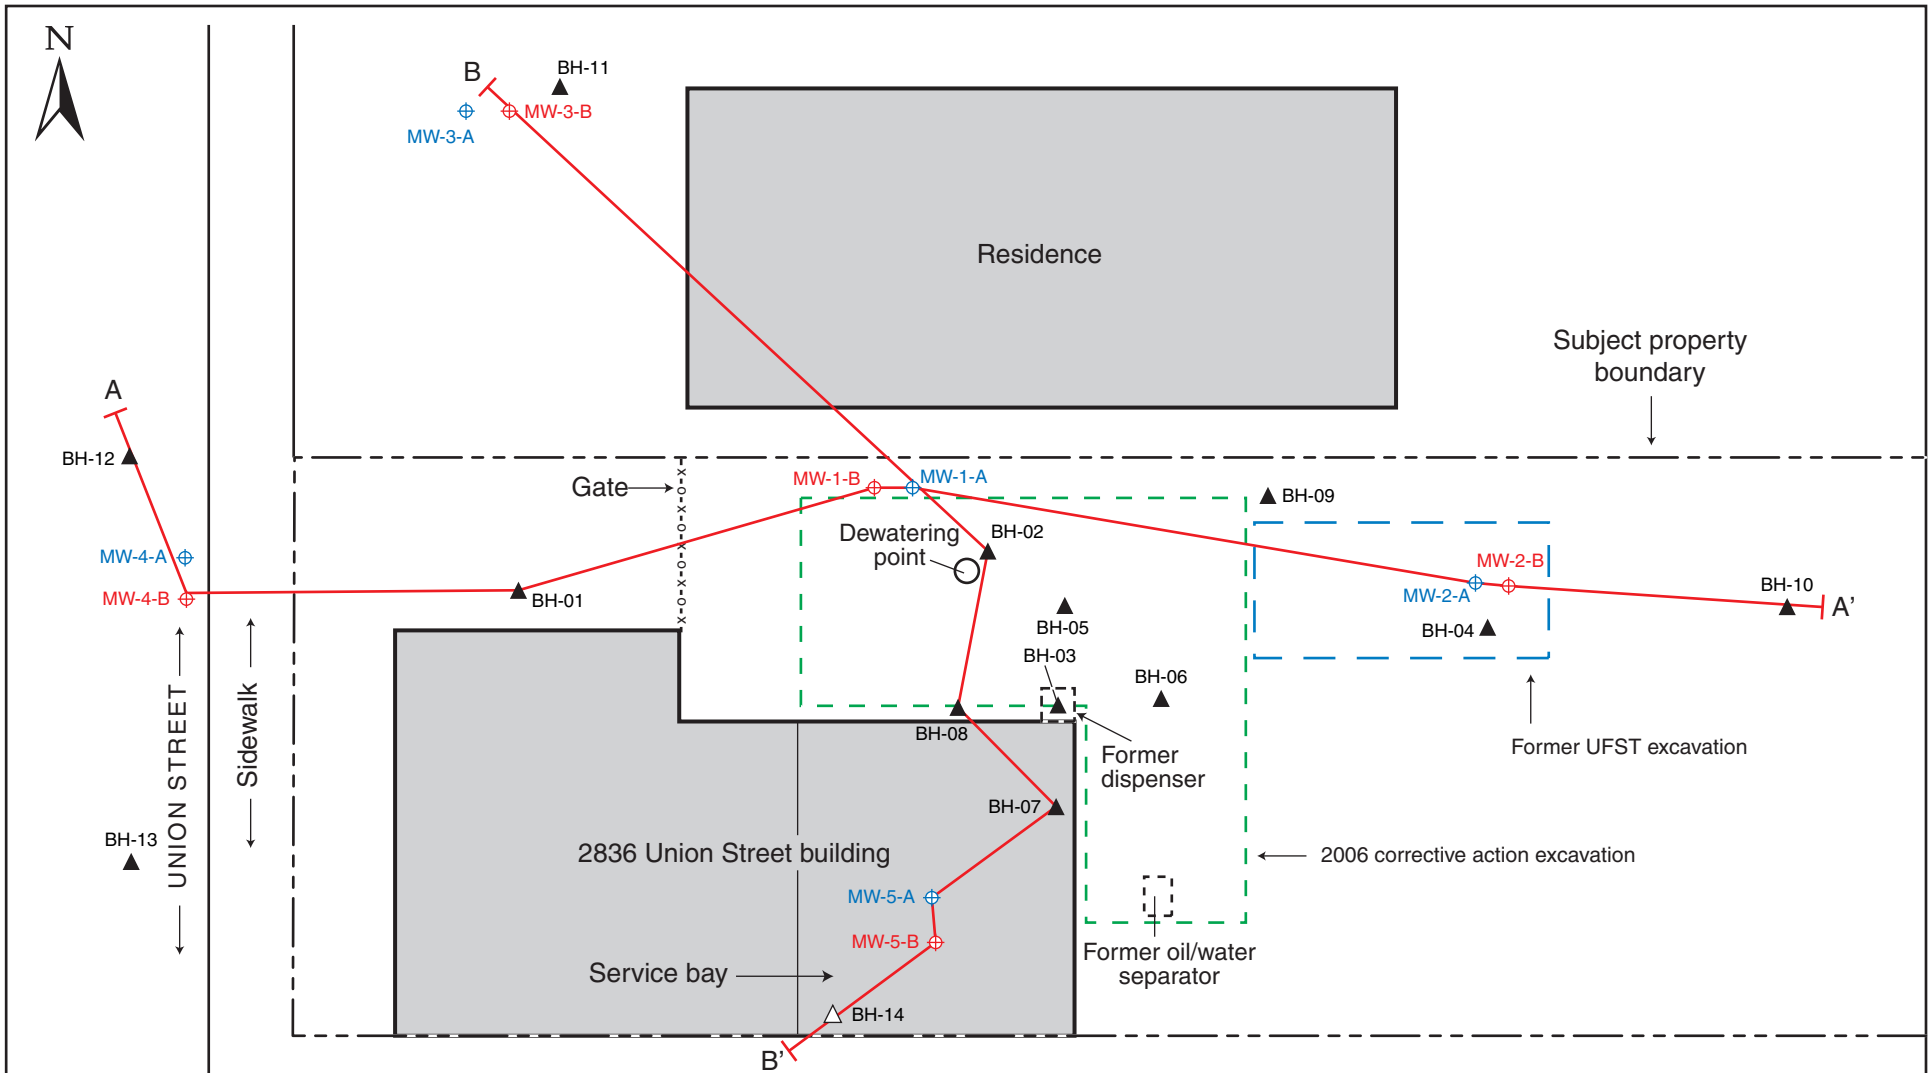 N
B
BH-11
MW-3-B
MW-3-A
Residence
Subject property
boundary
A
BH-12
Gate
MW-1-B
MW-1-A
BH-09
Dewatering
point
BH-02
MW-4-A
MW-4-B
BH-01
MW-2-B
MW-2-A
BH-10
A'
BH-04
BH-05
BH-03
BH-06
UNION STREET
Sidewalk
BH-08
Former
dispenser
Former UFST excavation
BH-07
BH-13
2836 Union Street building
2006 corrective action excavation
MW-5-A
MW-5-B
Former oil/water
separator
Service bay
BH-14
B'